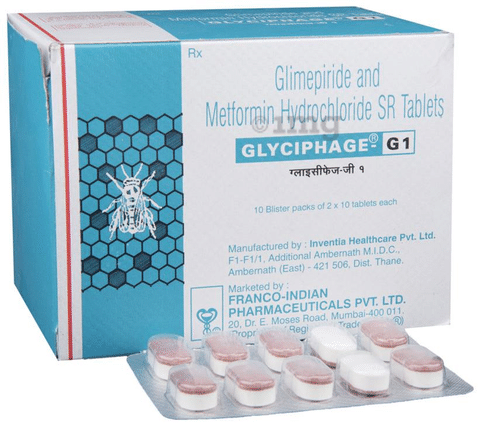 Rx
Glimepiride and
Metformin Hydrochloride SR Tablets
1mg
GLYCIPHAGE®- G1
ग्लाइसीफेज-जी १
10 Blister packs of 2 x 10 tablets each
Manufactured by : Inventia Healthcare Pvt. Ltd.
F1-F1/1, Additional Ambernath M.I.D.C.,
Ambernath (East) - 421 506, Dist. Thane.
Marketed by :
FRANCO-INDIAN
PHARMACEUTICALS PVT. LTD.
20, Dr. E. Moses Road, Mumbai-400 011.